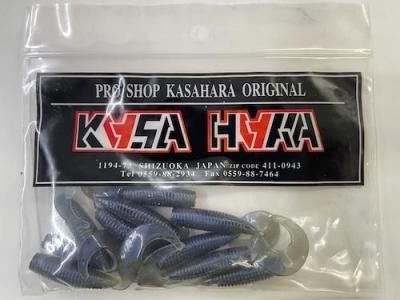 PRO SHOP KASAHARA ORIGINAL
KASA HARA
1194-73 SHIZUOKA JAPAN ZIP CODE 411-0943
Tel 0559-88-2934 Fax 0559-88-7464